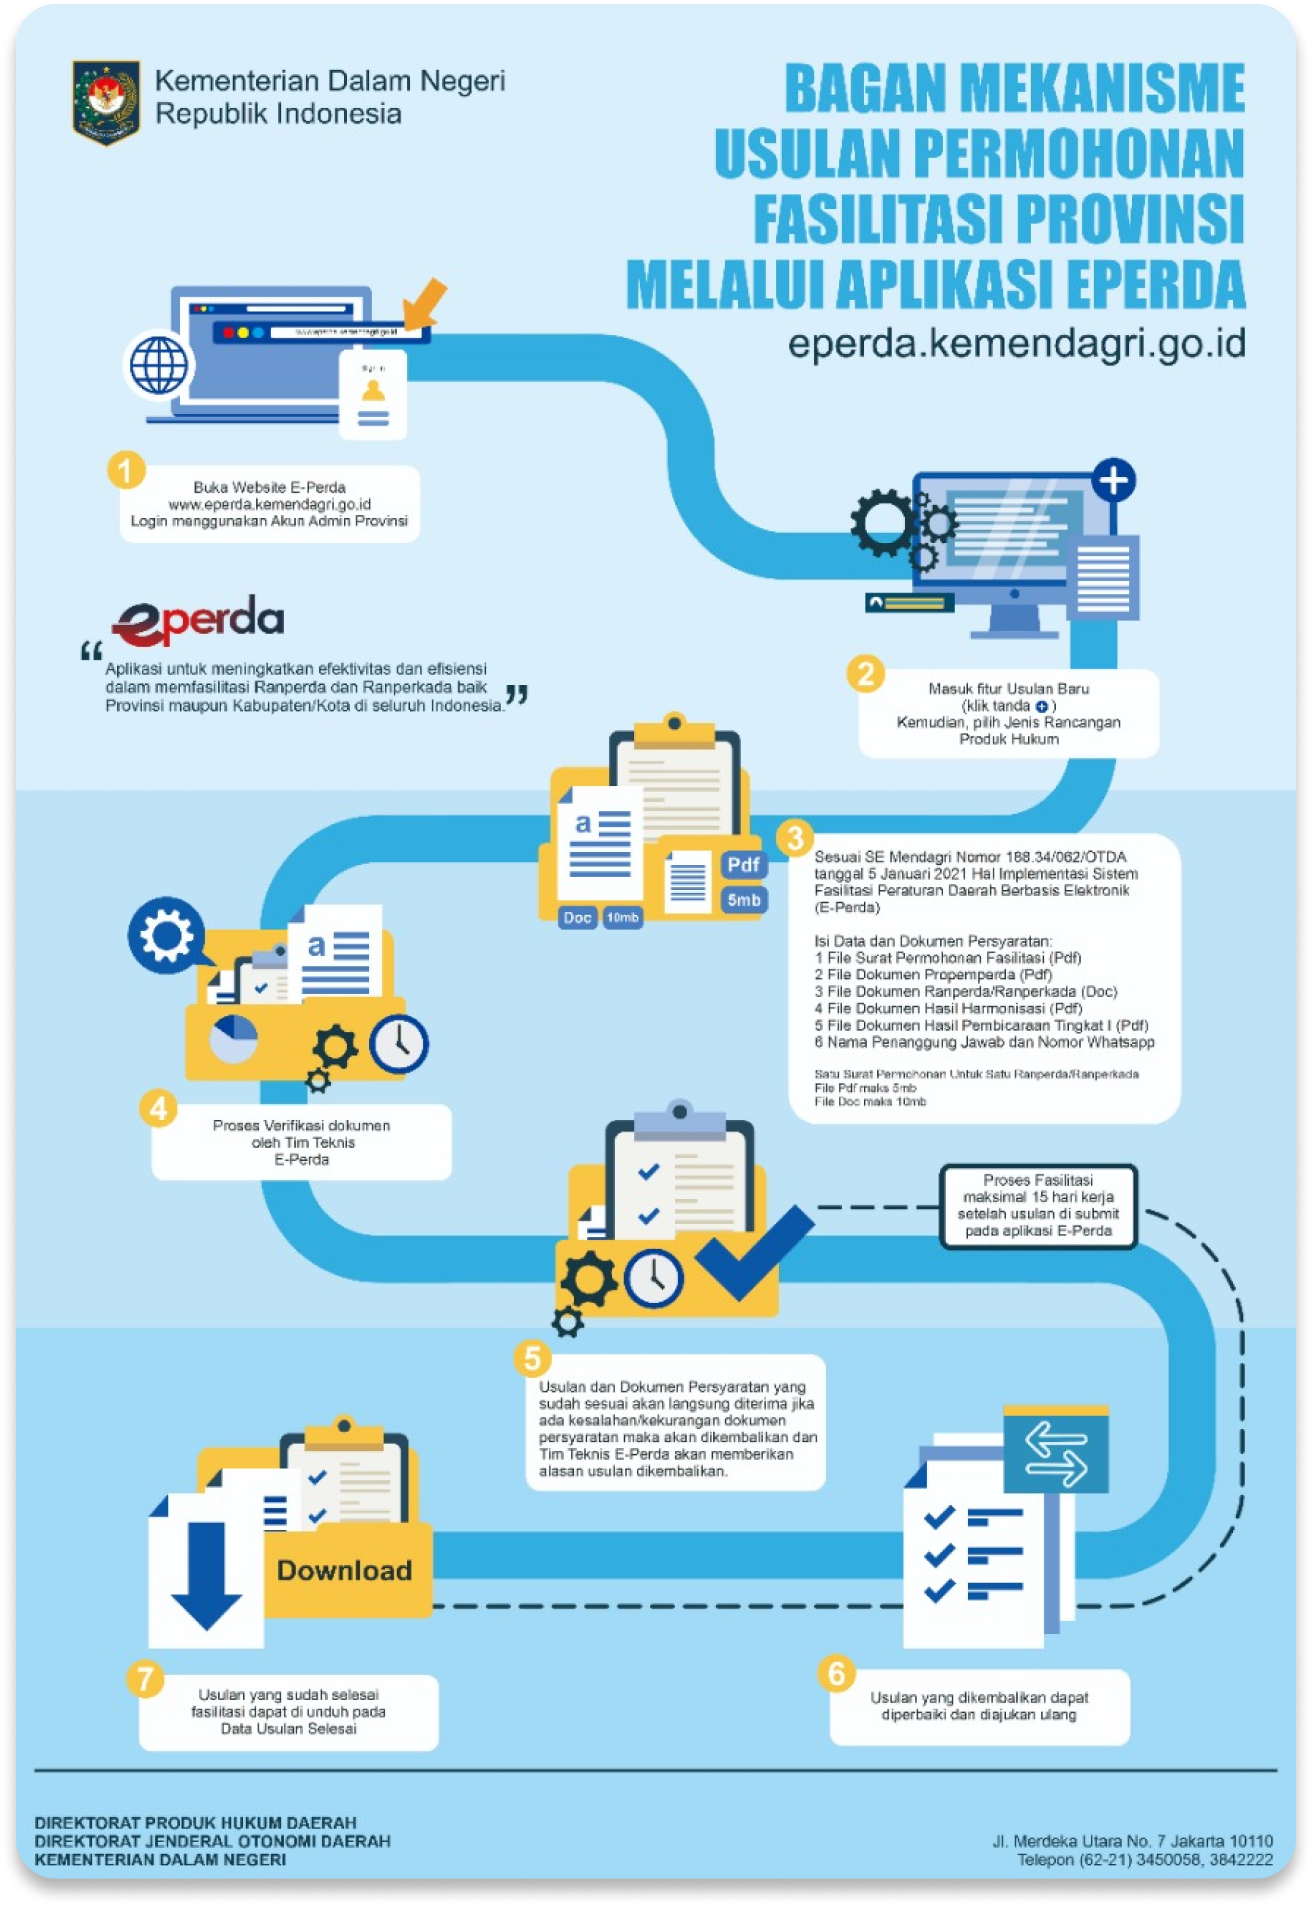 Kementerian Dalam Negeri
Republik Indonesia
BAGAN MEKANISME
USULAN PERMOHONAN
FASILITASI PROVINSI
MELALUI APLIKASI EPERDA
eperda.kemendagri.go.id
www.eperda.kemendagri.go.id
Sign in
1
Buka Website E-Perda
www.eperda.kemendagri.go.id
Login menggunakan Akun Admin Provinsi
eperda
“
Aplikasi untuk meningkatkan efektivitas dan efisiensi
dalam memfasilitasi Ranperda dan Ranperkada baik
Provinsi maupun Kabupaten/Kota di seluruh Indonesia.”
2
Masuk fitur Usulan Baru
(klik tanda +)
Kemudian, pilih Jenis Rancangan
Produk Hukum
a
Pdf
5mb
Doc
10mb
3
Sesuai SE Mendagri Nomor 188.34/062/OTDA
tanggal 5 Januari 2021 Hal Implementasi Sistem
Fasilitasi Peraturan Daerah Berbasis Elektronik
(E-Perda)
Isi Data dan Dokumen Persyaratan:
1 File Surat Permohonan Fasilitasi (Pdf)
2 File Dokumen Propemperda (Pdf)
3 File Dokumen Ranperda/Ranperkada (Doc)
4 File Dokumen Hasil Harmonisasi (Pdf)
5 File Dokumen Hasil Pembicaraan Tingkat I (Pdf)
6 Nama Penanggung Jawab dan Nomor Whatsapp
Satu Surat Permohonan Untuk Satu Ranperda/Ranperkada
File Pdf maks 5mb
File Doc maks 10mb
a
4
Proses Verifikasi dokumen
oleh Tim Teknis
E-Perda
Proses Fasilitasi
maksimal 15 hari kerja
setelah usulan di submit
pada aplikasi E-Perda
5
Usulan dan Dokumen Persyaratan yang
sudah sesuai akan langsung diterima jika
ada kesalahan/kekurangan dokumen
persyaratan maka akan dikembalikan dan
Tim Teknis E-Perda akan memberikan
alasan usulan dikembalikan.
6
Usulan yang dikembalikan dapat
diperbaiki dan diajukan ulang
Download
7
Usulan yang sudah selesai
fasilitasi dapat di unduh pada
Data Usulan Selesai
DIREKTORAT PRODUK HUKUM DAERAH
DIREKTORAT JENDERAL OTONOMI DAERAH
KEMENTERIAN DALAM NEGERI
Jl. Merdeka Utara No. 7 Jakarta 10110
Telepon (62-21) 3450058, 3842222